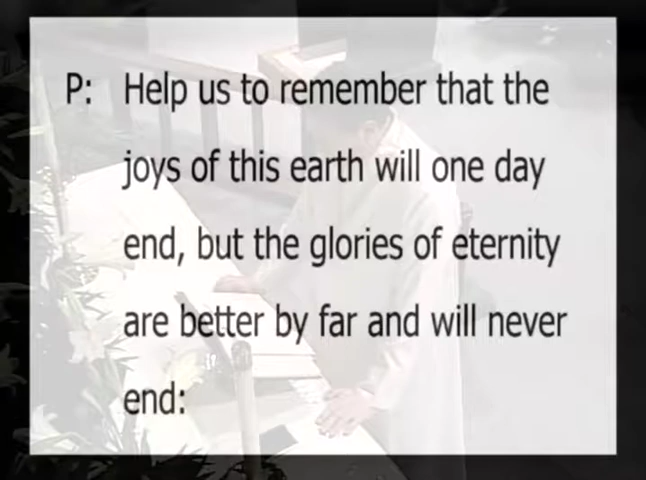 P: Help us to remember that the
joys of this earth will one day
end, but the glories of eternity
are better by far and will never
end: